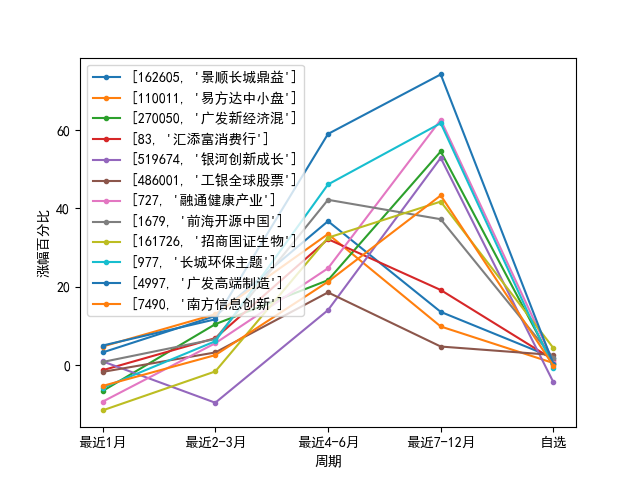 [162605, '景顺长城鼎益']
[110011, '易方达中小盘']
[270050, '广发新经济混']
[83, '汇添富消费行']
[519674, '银河创新成长']
[486001, '工银全球股票']
[727, '融通健康产业']
[1679, '前海开源中国']
[161726, '招商国证生物']
[977, '长城环保主题']
[4997, '广发高端制造']
[7490, '南方信息创新']
涨幅百分比
60
40
20
0
最近1月 最近2-3月 最近4-6月 最近7-12月 自选
周期